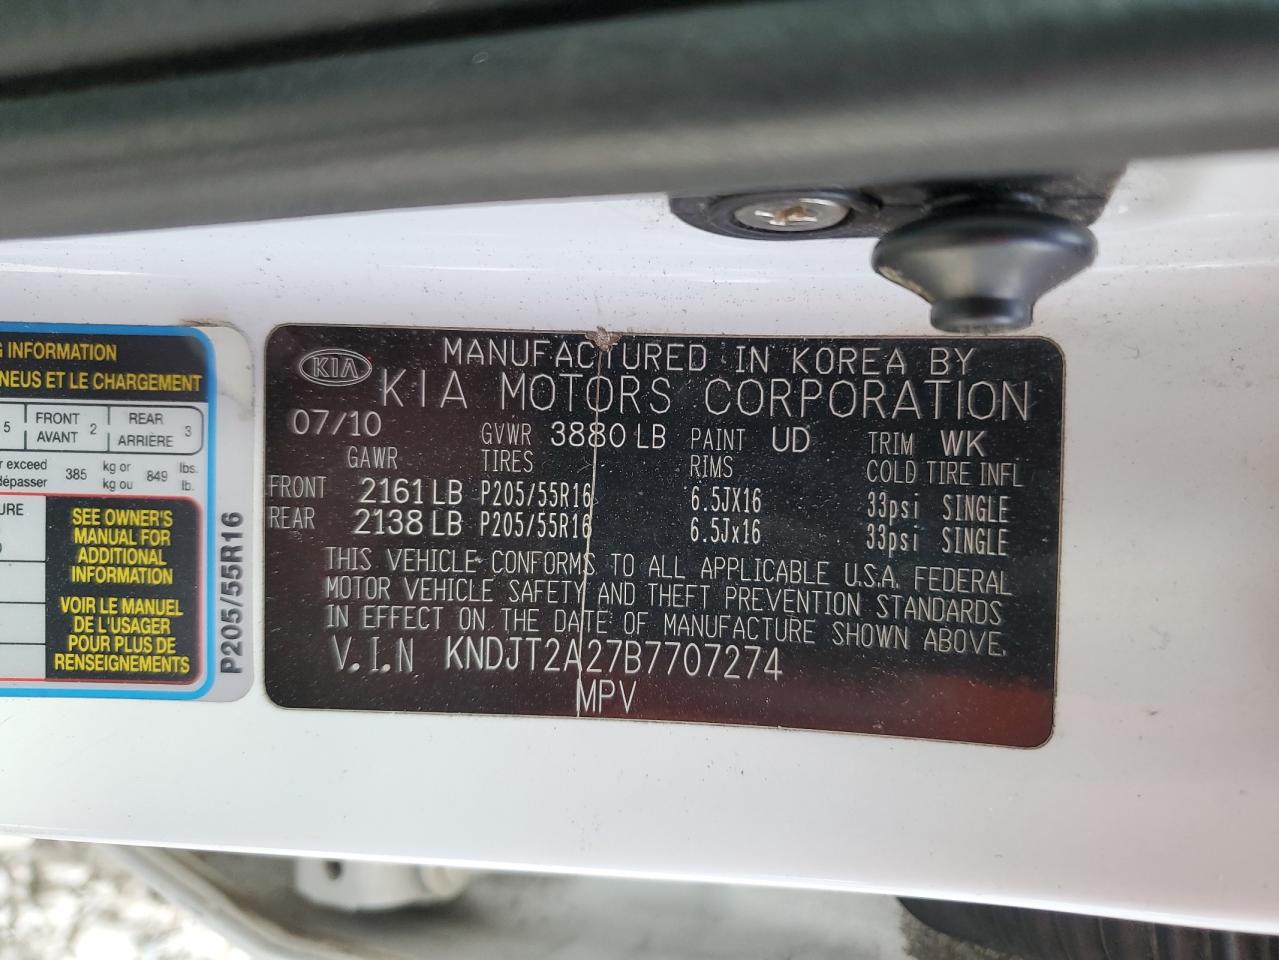 G INFORMATION
NEUS ET LE CHARGEMENT
5 FRONT AVANT 2 REAR ARRIÈRE 3
er exceed
dépasser 385 kg or kg ou 849 lbs. lb.
URE
SEE OWNER'S
MANUAL FOR
ADDITIONAL
INFORMATION
VOIR LE MANUEL
DE L'USAGER
POUR PLUS DE
RENSEIGNEMENTS
P205/55R16
KIA
MANUFACTURED IN KOREA BY
KIA MOTORS CORPORATION
07/10 GVWR 3880 LB PAINT UD TRIM WK
GAWR TIRES RIMS COLD TIRE INFL
FRONT 2161 LB P205/55R16 6.5JX16 33psi SINGLE
REAR 2138 LB P205/55R16 6.5Jx16 33psi SINGLE
THIS VEHICLE CONFORMS TO ALL APPLICABLE U.S.A. FEDERAL
MOTOR VEHICLE SAFETY AND THEFT PREVENTION STANDARDS
IN EFFECT ON THE DATE OF MANUFACTURE SHOWN ABOVE.
V.I.N KNDJT2A27B7707274
MPV